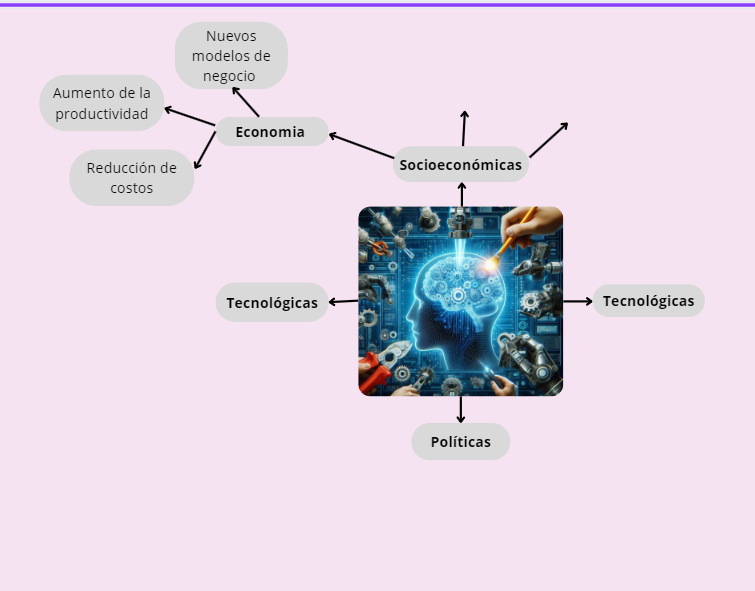 Nuevos
modelos de
negocio
Aumento de la
productividad
Economia
Reducción de
costos
Socioeconómicas
Tecnológicas
Tecnológicas
Políticas